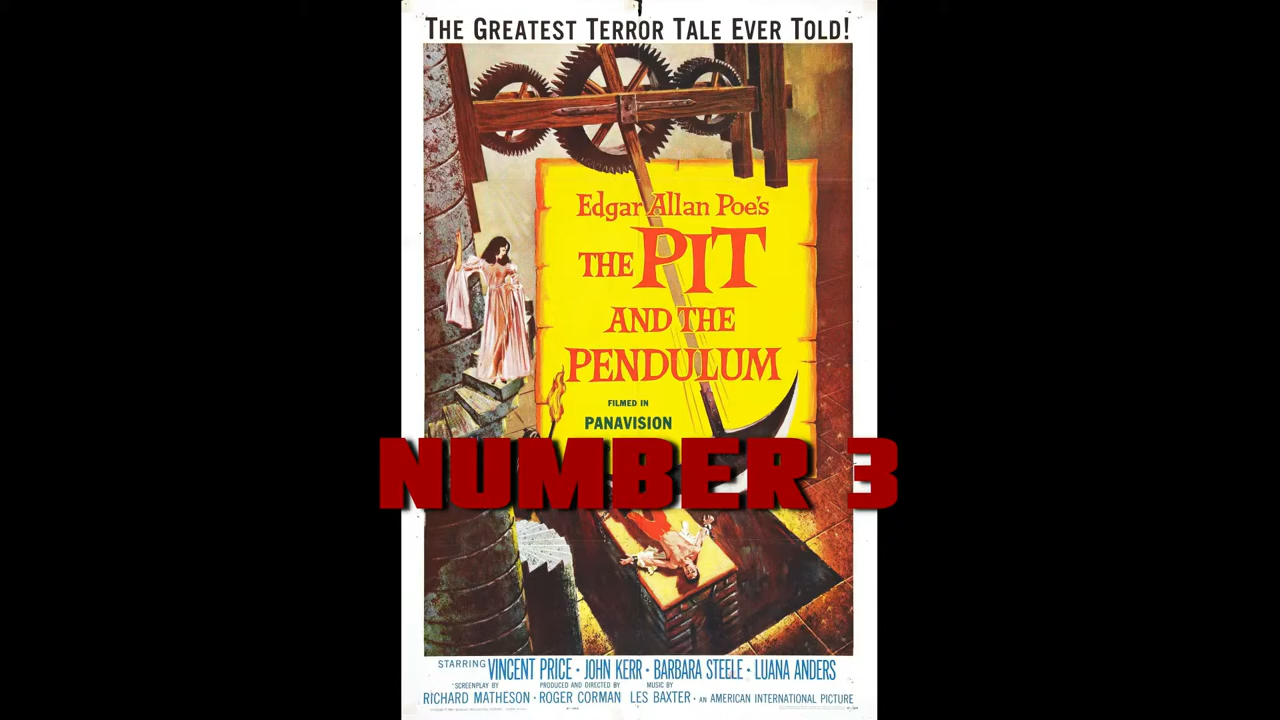 THE GREATEST TERROR TALE EVER TOLD!
Edgar Allan Poe's
THE PIT
AND THE
PENDULUM
FILMED IN
PANAVISION
NUMBER 3
STARRING VINCENT PRICE · JOHN KERR · BARBARA STEELE · LUANA ANDERS
SCREENPLAY BY PRODUCED AND DIRECTED BY MUSIC BY
RICHARD MATHESON · ROGER CORMAN LES BAXTER · AN AMERICAN INTERNATIONAL PICTURE